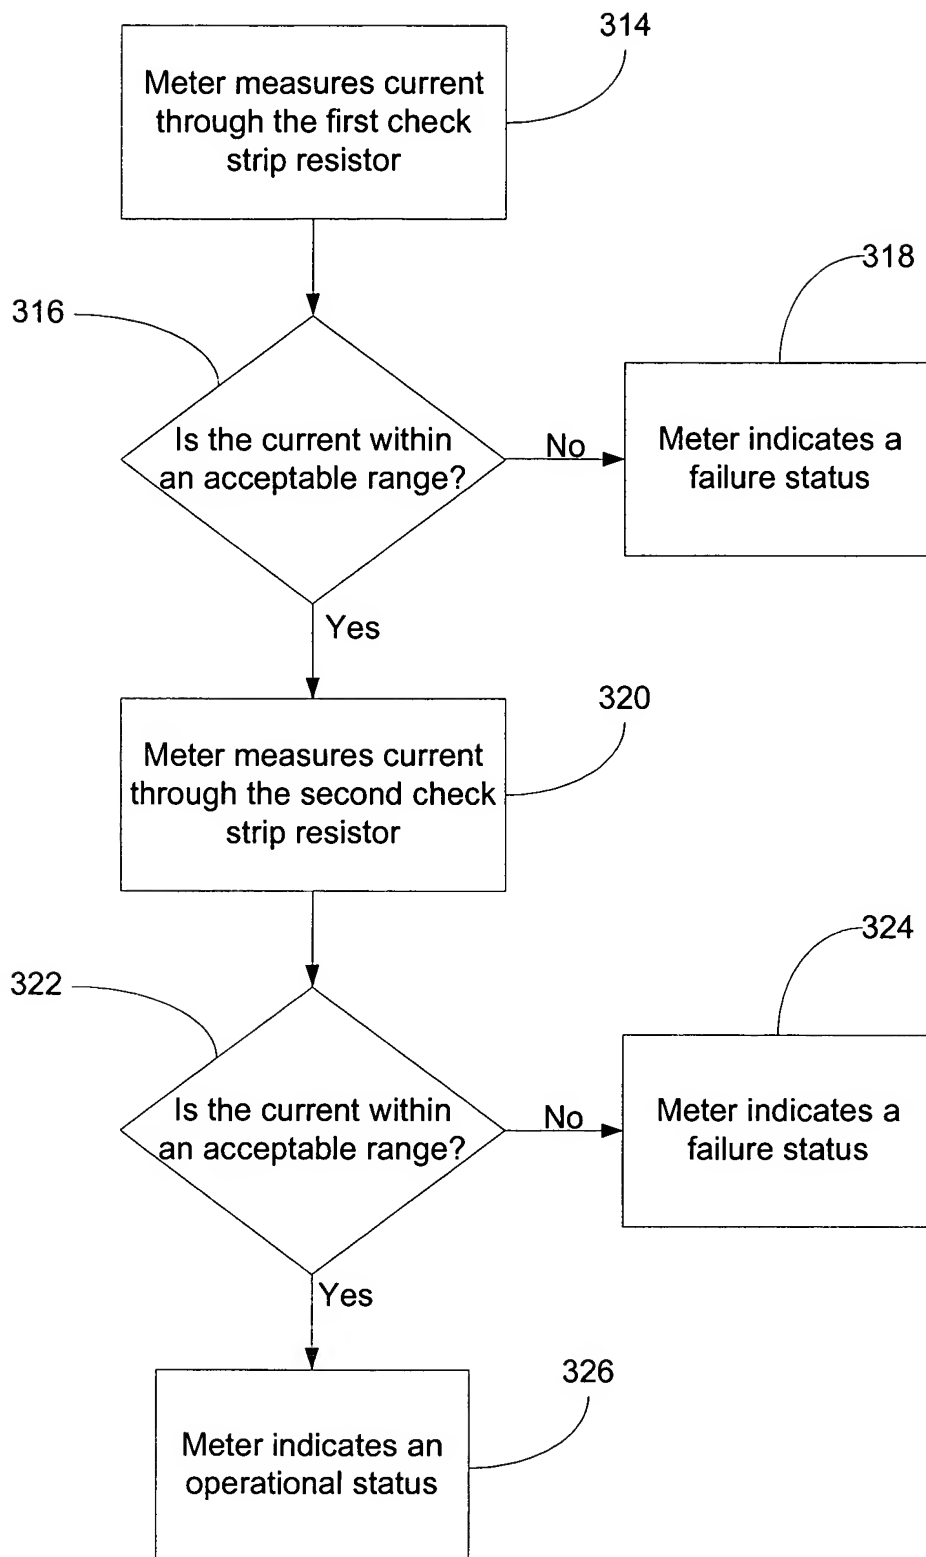 314
Meter measures current
through the first check
strip resistor
318
316
Is the current within
an acceptable range?
No
Meter indicates a
failure status
Yes
320
Meter measures current
through the second check
strip resistor
324
322
Is the current within
an acceptable range?
No
Meter indicates a
failure status
Yes
326
Meter indicates an
operational status